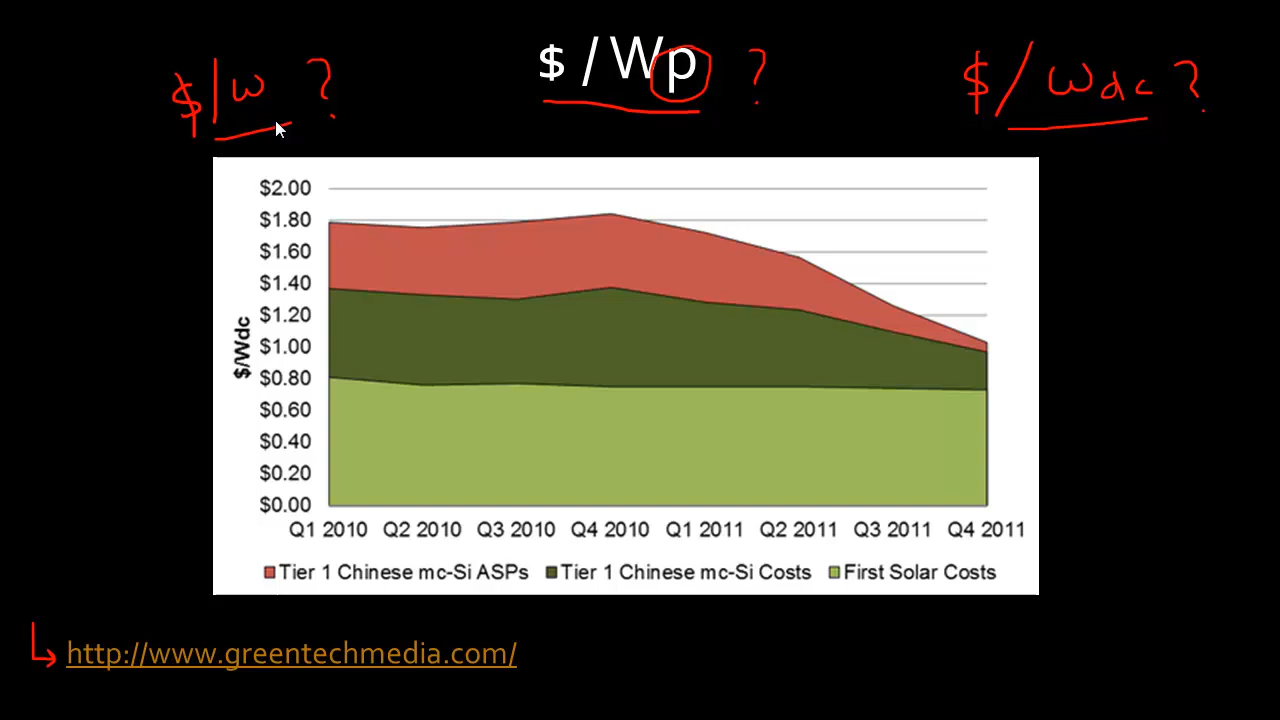 $/W ?
$/Wp ?
$/Wdc ?
$2.00
$1.80
$1.60
$1.40
$1.20
$1.00
$0.80
$0.60
$0.40
$0.20
$0.00
$/Wdc
Q1 2010 Q2 2010 Q3 2010 Q4 2010 Q1 2011 Q2 2011 Q3 2011 Q4 2011
Tier 1 Chinese mc-Si ASPs Tier 1 Chinese mc-Si Costs First Solar Costs
http://www.greentechmedia.com/